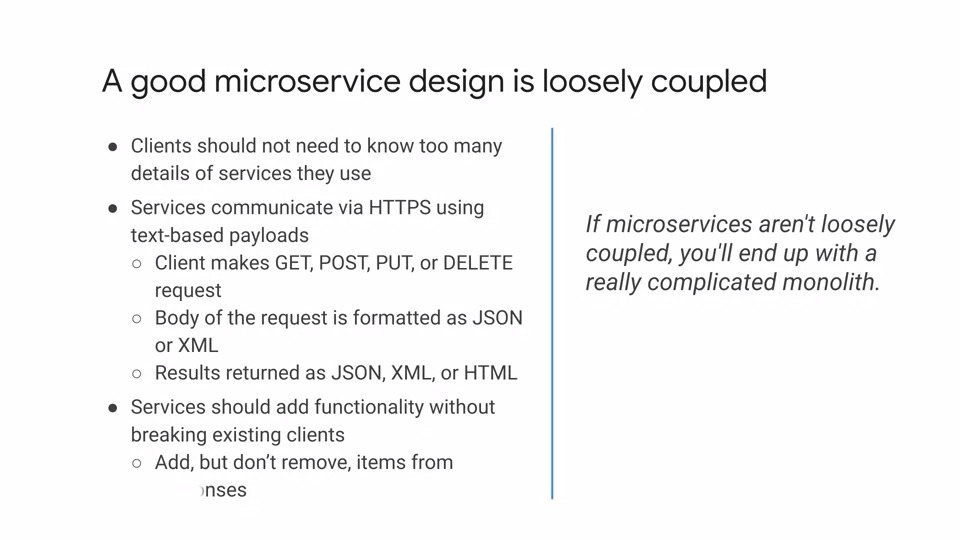 A good microservice design is loosely coupled
● Clients should not need to know too many
details of services they use
● Services communicate via HTTPS using
text-based payloads
○ Client makes GET, POST, PUT, or DELETE
request
○ Body of the request is formatted as JSON
or XML
○ Results returned as JSON, XML, or HTML
● Services should add functionality without
breaking existing clients
○ Add, but don’t remove, items from
nses
If microservices aren't loosely
coupled, you'll end up with a
really complicated monolith.